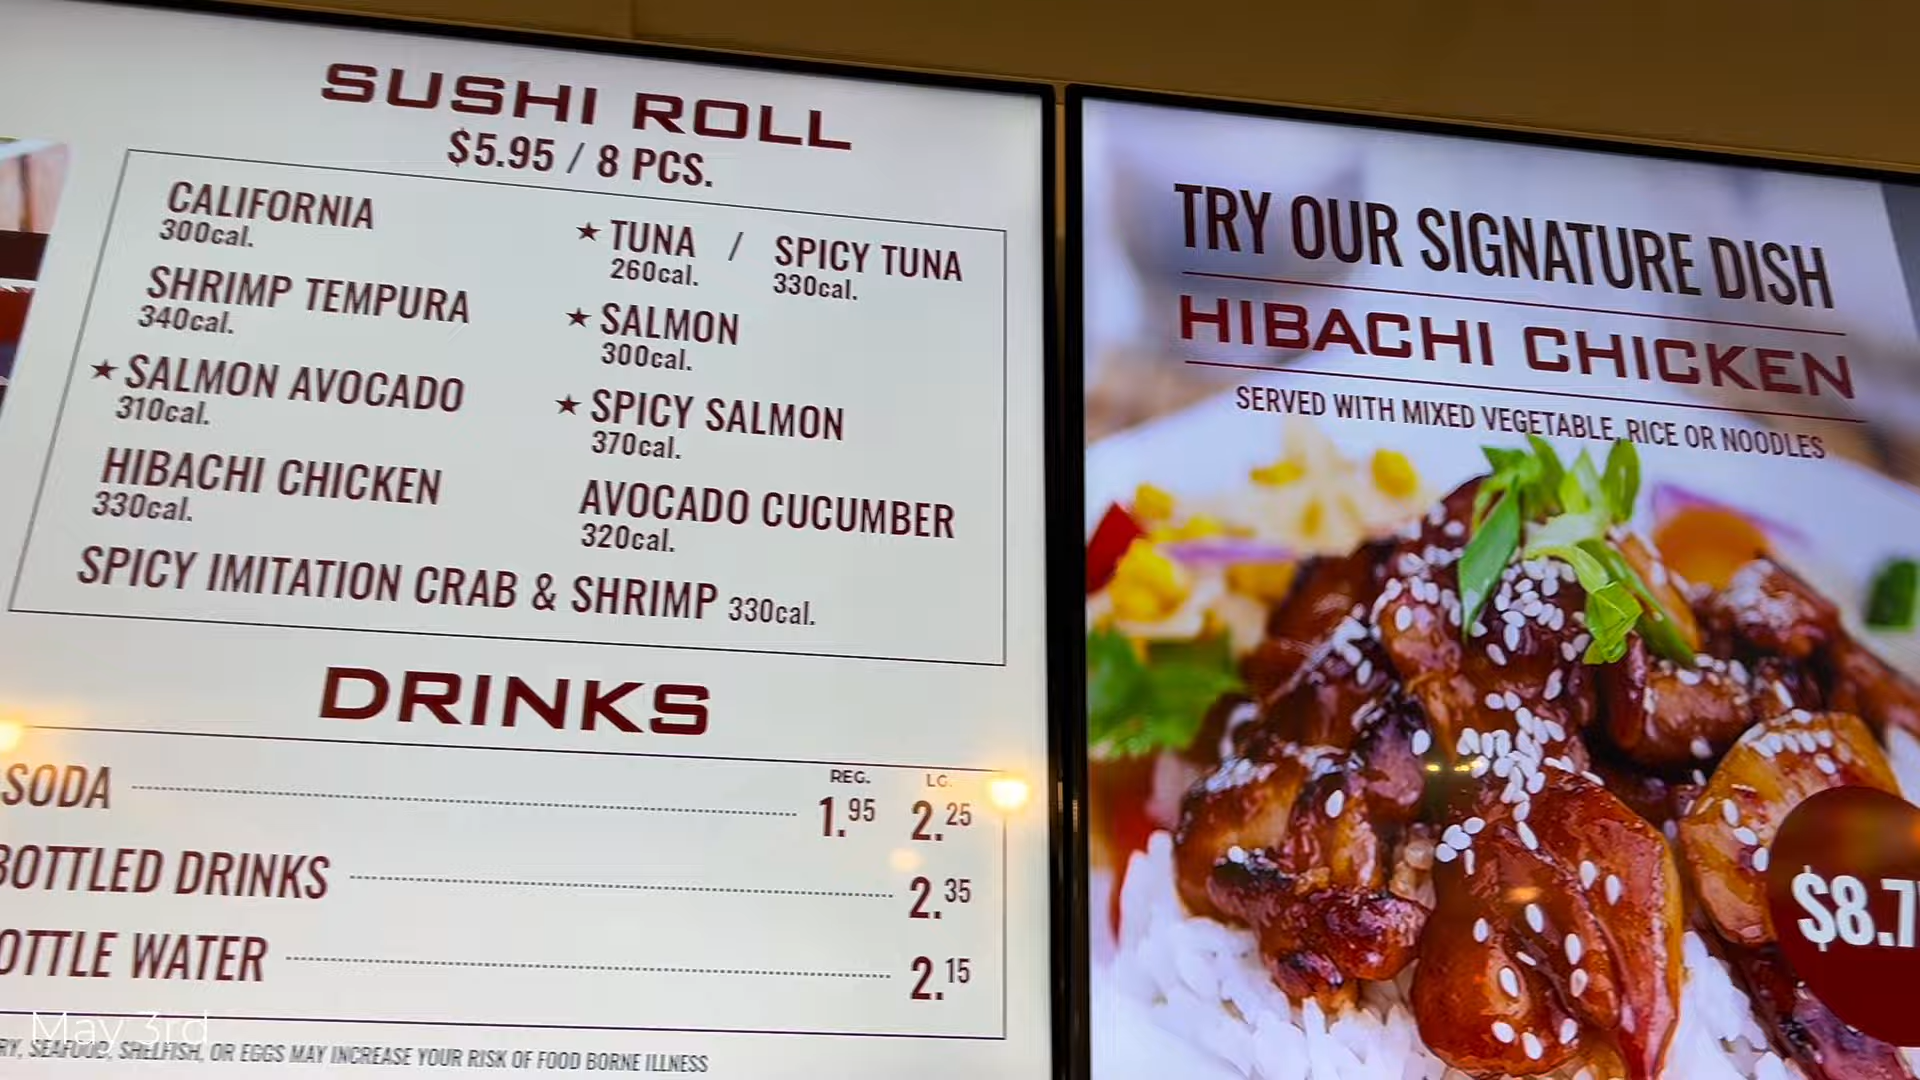 SUSHI ROLL
$5.95 / 8 PCS.
CALIFORNIA
300cal.
★ TUNA / SPICY TUNA
260cal. 330cal.
SHRIMP TEMPURA
340cal.
★ SALMON
300cal.
★ SALMON AVOCADO
310cal.
★ SPICY SALMON
370cal.
HIBACHI CHICKEN
330cal.
AVOCADO CUCUMBER
320cal.
SPICY IMITATION CRAB & SHRIMP 330cal.
DRINKS
REG. LG.
SODA 1.95 2.25
BOTTLED DRINKS 2.35
OTTLE WATER 2.15
RY, SEAFOOD, SHELFISH, OR EGGS MAY INCREASE YOUR RISK OF FOOD BORNE ILLNESS
May 3rd
TRY OUR SIGNATURE DISH
HIBACHI CHICKEN
SERVED WITH MIXED VEGETABLE, RICE OR NOODLES
$8.7